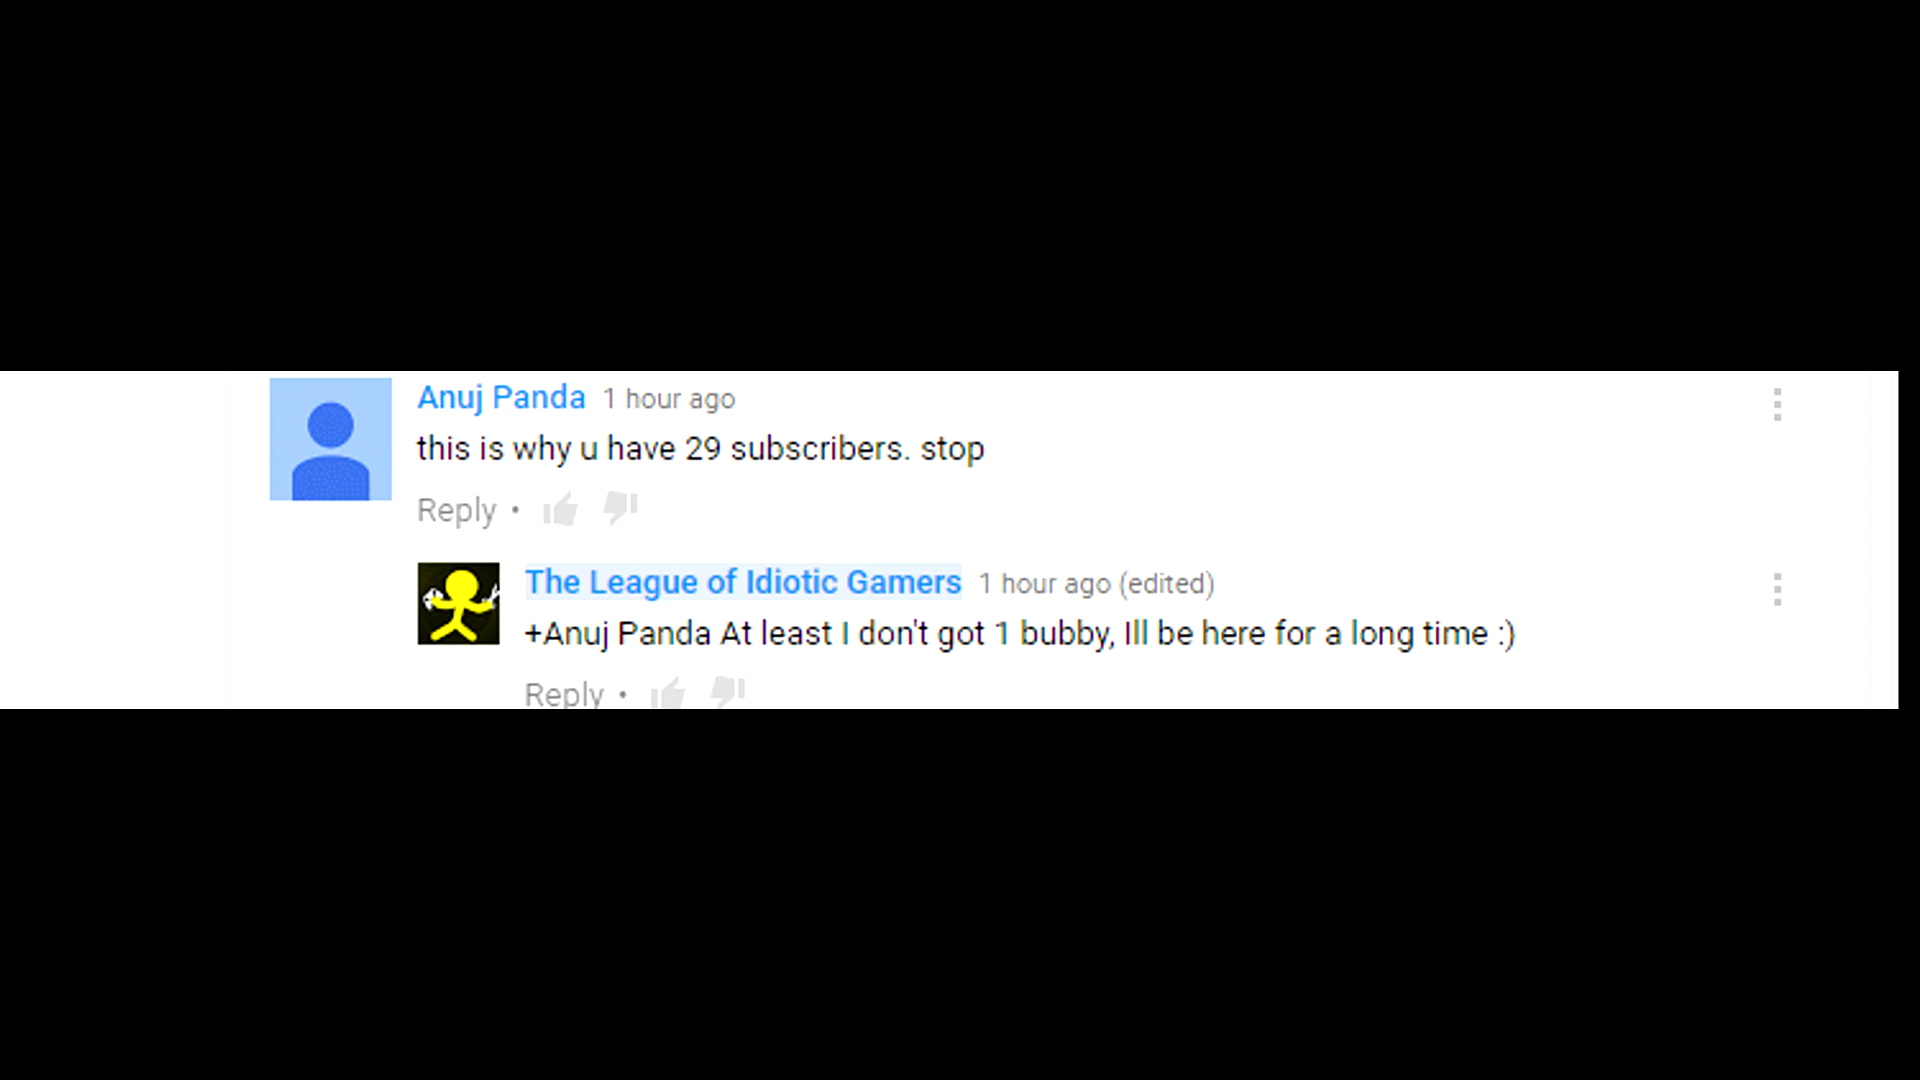 Anuj Panda 1 hour ago
this is why u have 29 subscribers. stop
Reply •
The League of Idiotic Gamers 1 hour ago (edited)
+Anuj Panda At least I don't got 1 bubby, Ill be here for a long time :)
Reply •